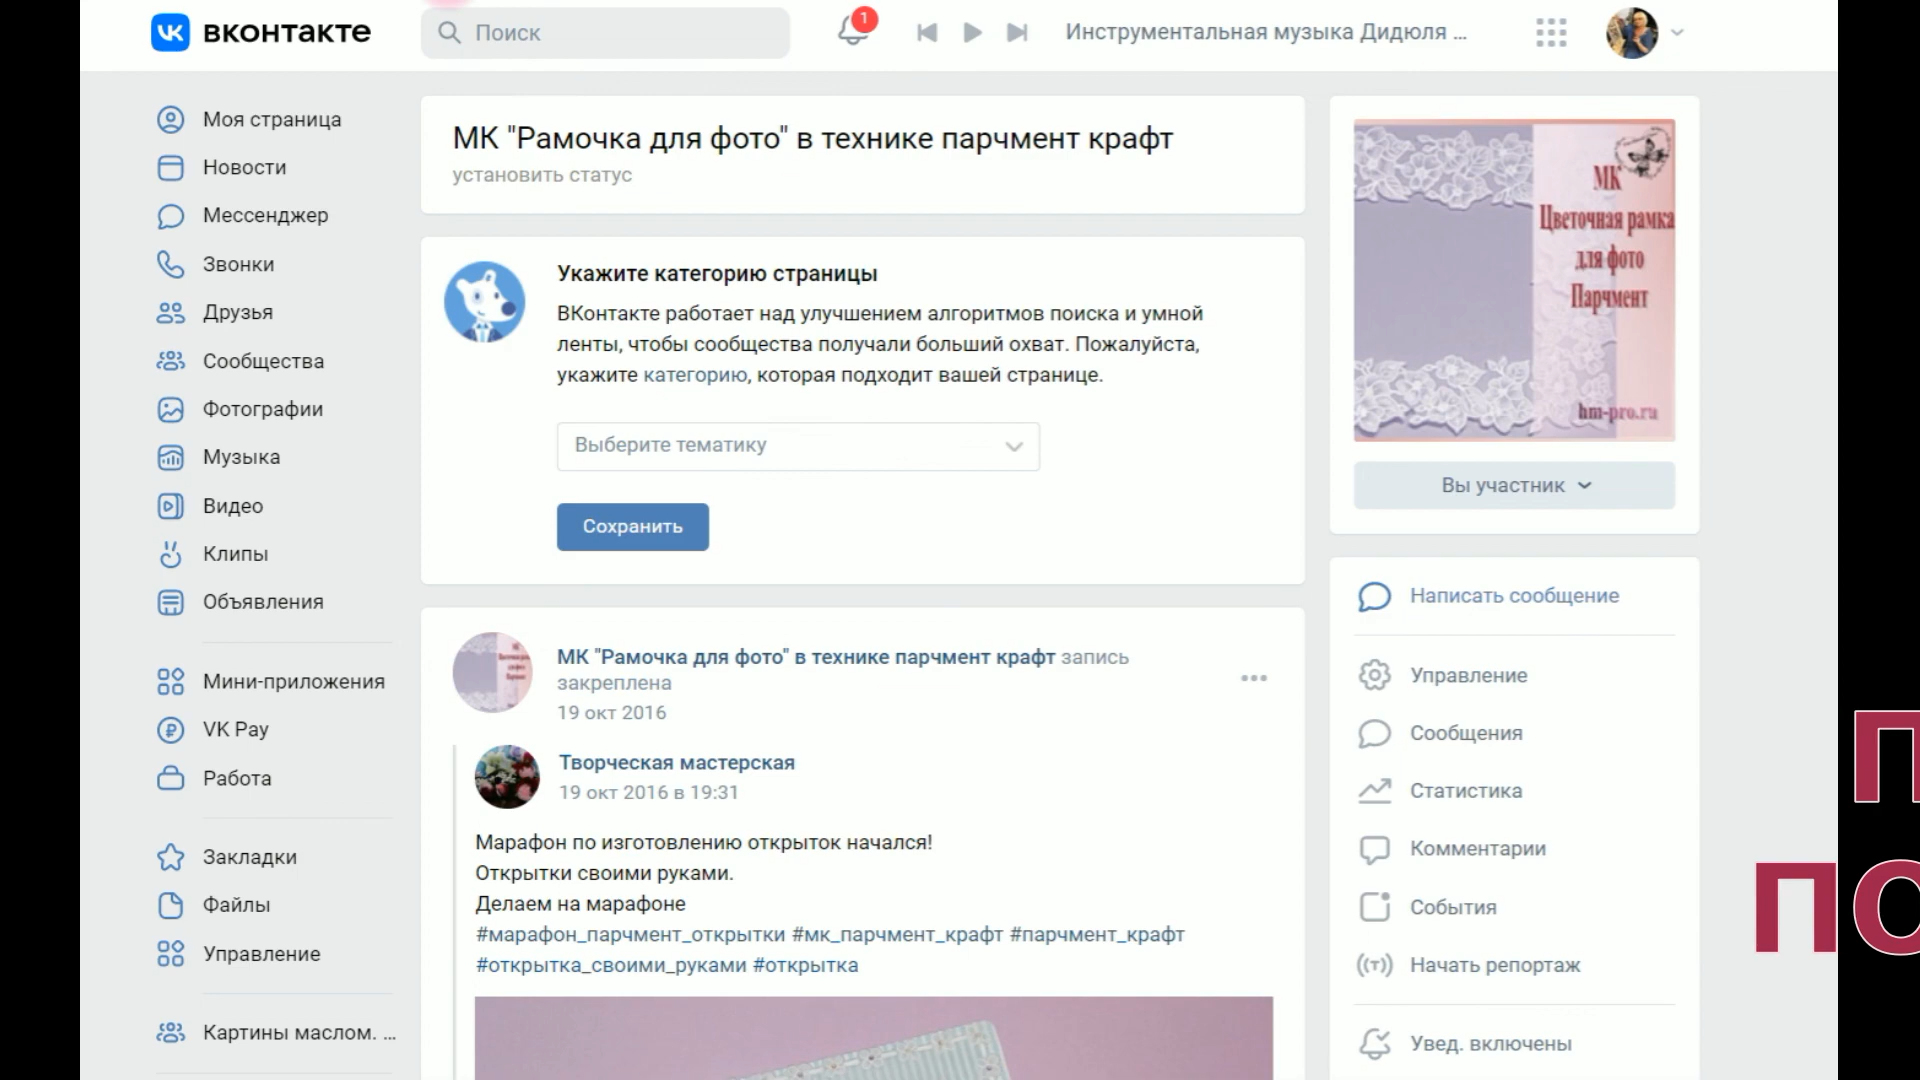 вконтакте
Поиск
1
Инструментальная музыка Дидюля ...
Моя страница
Новости
Мессенджер
Звонки
Друзья
Сообщества
Фотографии
Музыка
Видео
Клипы
Объявления
Мини-приложения
VK Pay
Работа
Закладки
Файлы
Управление
Картины маслом. ...
МК "Рамочка для фото" в технике парчмент крафт
установить статус
Укажите категорию страницы
ВКонтакте работает над улучшением алгоритмов поиска и умной
ленты, чтобы сообщества получали больший охват. Пожалуйста,
укажите категорию, которая подходит вашей странице.
Выберите тематику
Сохранить
МК "Рамочка для фото" в технике парчмент крафт запись
закреплена
19 окт 2016
Творческая мастерская
19 окт 2016 в 19:31
Марафон по изготовлению открыток начался!
Открытки своими руками.
Делаем на марафоне
#марафон_парчмент_открытки #мк_парчмент_крафт #парчмент_крафт
#открытка_своими_руками #открытка
МК
Цветочная рамка
для фото
Парчмент
hm-pro.ru
Вы участник
Написать сообщение
Управление
Сообщения
Статистика
Комментарии
События
Начать репортаж
Увед. включены